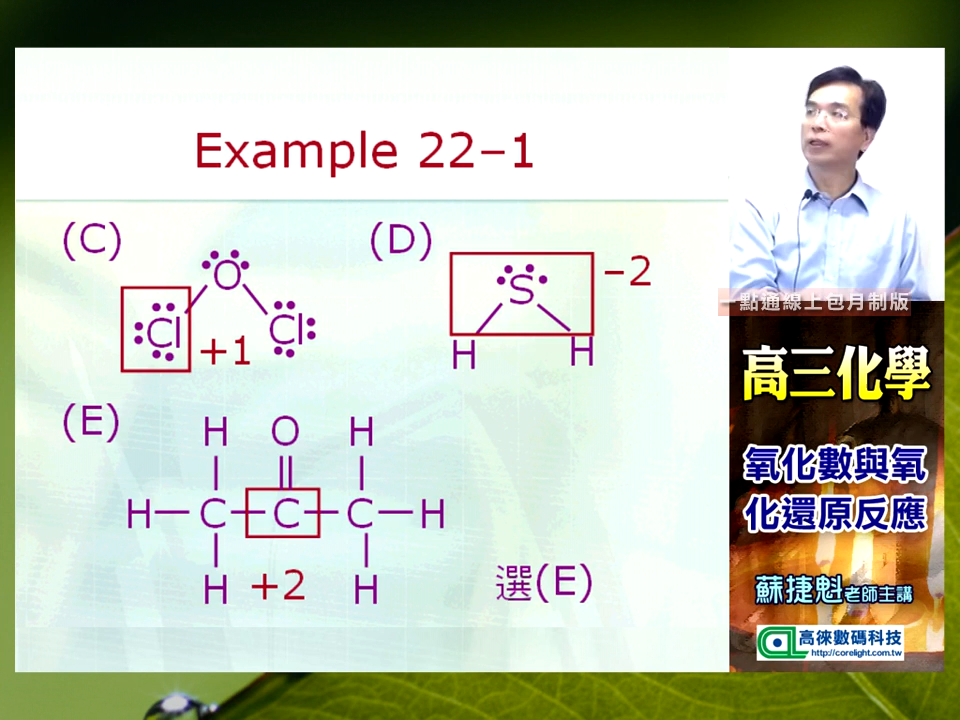 Example 22–1
(C)
O
Cl
Cl
+1
(D)
S
–2
H
H
(E)
H O H
H C C C H
H +2 H
選(E)
一點通線上包月制版
高三化學
氧化數與氧
化還原反應
蘇捷魁老師主講
高徠數碼科技
http://corelight.com.tw